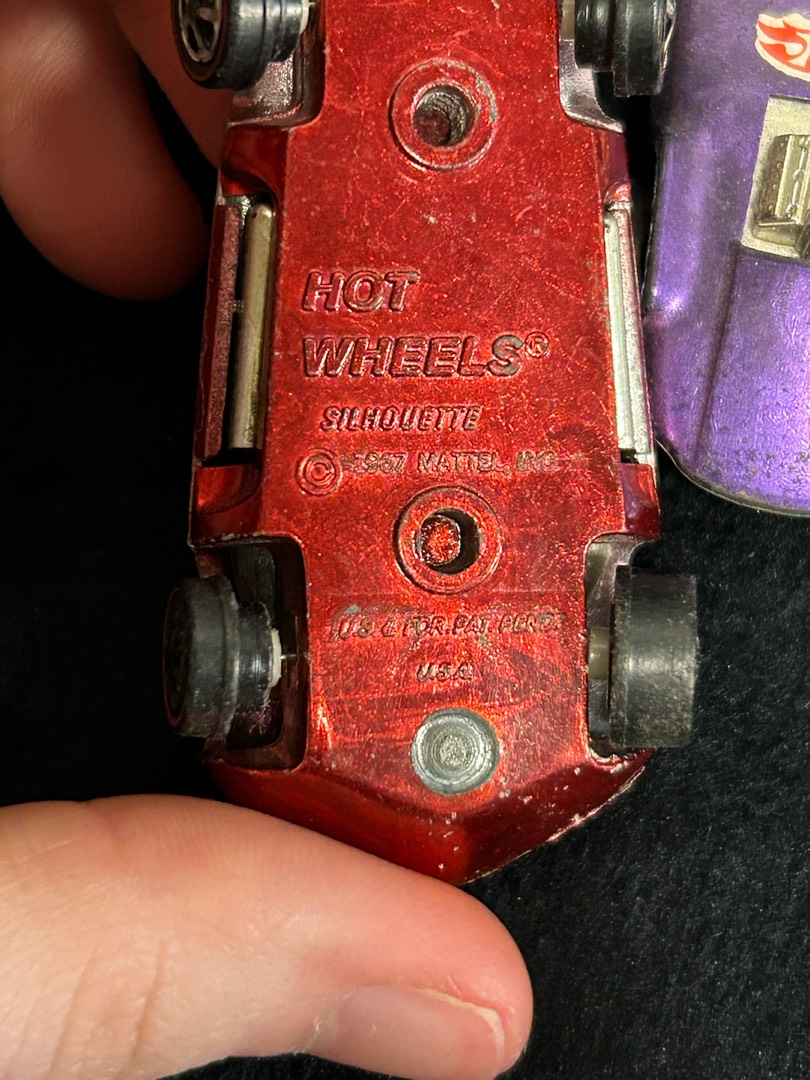 HOT
WHEELS®
SILHOUETTE
© 1967 MATTEL, INC.
U.S. & FOR. PAT. PEND.
U.S.A.